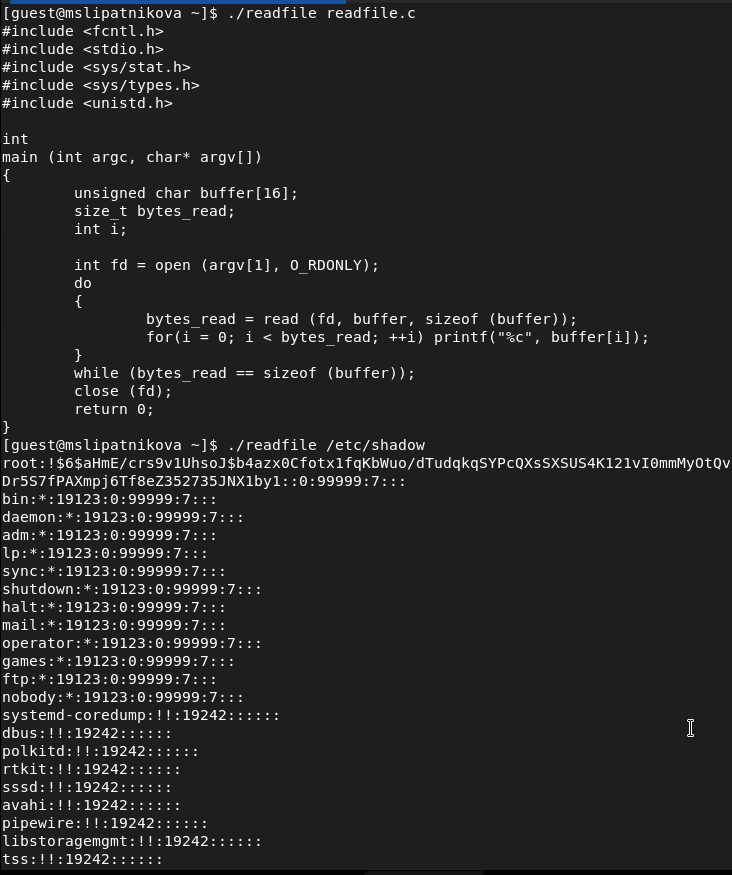 [guest@mslipatnikova ~]$ ./readfile readfile.c
#include <fcntl.h>
#include <stdio.h>
#include <sys/stat.h>
#include <sys/types.h>
#include <unistd.h>

int
main (int argc, char* argv[])
{
        unsigned char buffer[16];
        size_t bytes_read;
        int i;

        int fd = open (argv[1], O_RDONLY);
        do
        {
                bytes_read = read (fd, buffer, sizeof (buffer));
                for(i = 0; i < bytes_read; ++i) printf("%c", buffer[i]);
        }
        while (bytes_read == sizeof (buffer));
        close (fd);
        return 0;
}
[guest@mslipatnikova ~]$ ./readfile /etc/shadow
root:!$6$aHmE/crs9v1UhsoJ$b4azx0Cfotx1fqKbWuo/dTudqkqSYPcQXsSXSUS4K121vI0mmMyOtQv
Dr5S7fPAXmpj6Tf8eZ352735JNX1by1::0:99999:7:::
bin:*:19123:0:99999:7:::
daemon:*:19123:0:99999:7:::
adm:*:19123:0:99999:7:::
lp:*:19123:0:99999:7:::
sync:*:19123:0:99999:7:::
shutdown:*:19123:0:99999:7:::
halt:*:19123:0:99999:7:::
mail:*:19123:0:99999:7:::
operator:*:19123:0:99999:7:::
games:*:19123:0:99999:7:::
ftp:*:19123:0:99999:7:::
nobody:*:19123:0:99999:7:::
systemd-coredump:!!:19242::::::
dbus:!!:19242::::::
polkitd:!!:19242::::::
rtkit:!!:19242::::::
sssd:!!:19242::::::
avahi:!!:19242::::::
pipewire:!!:19242::::::
libstoragemgmt:!!:19242::::::
tss:!!:19242::::::